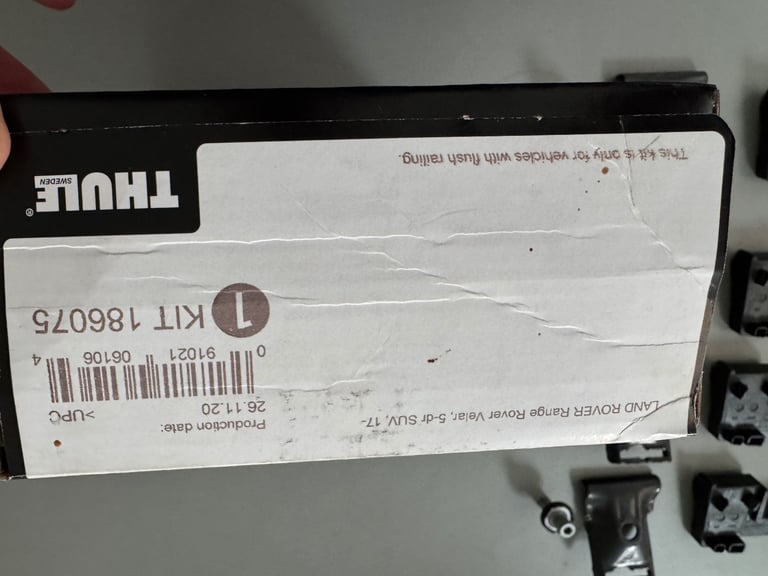 LAND ROVER Range Rover Velar, 5-dr SUV, 17-
Production date:
26.11.20
>UPC
0 91021 06106 4
1 KIT 186075
THULE®
SWEDEN
This kit is only for vehicles with flush railing.